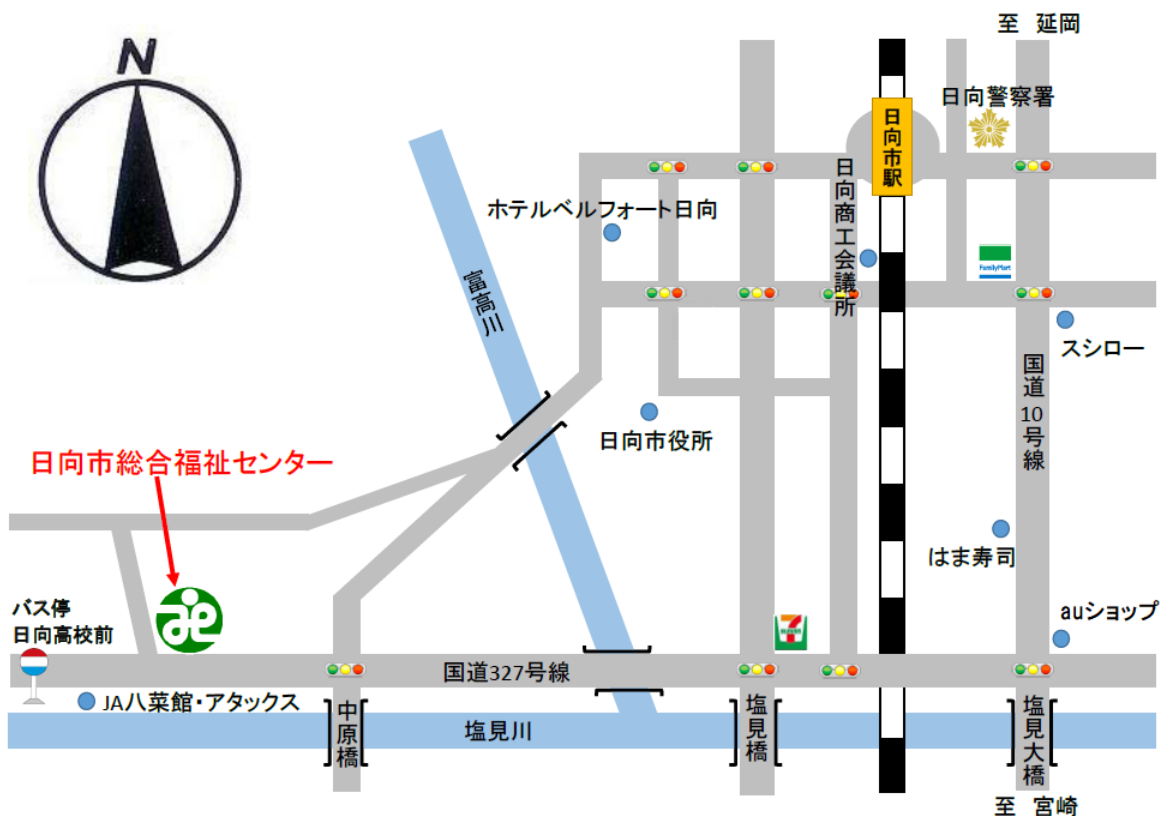 至 延岡
N
日向警察署
日向市駅
ホテルベルフォート日向
日向商工会議所
FamilyMart
富高川
スシロー
国道10号線
日向市役所
日向市総合福祉センター
はま寿司
バス停
日向高校前
auショップ
7
ELEVEn
国道327号線
JA八菜館・アタックス
中原橋
塩見川
塩見橋
塩見大橋
至 宮崎